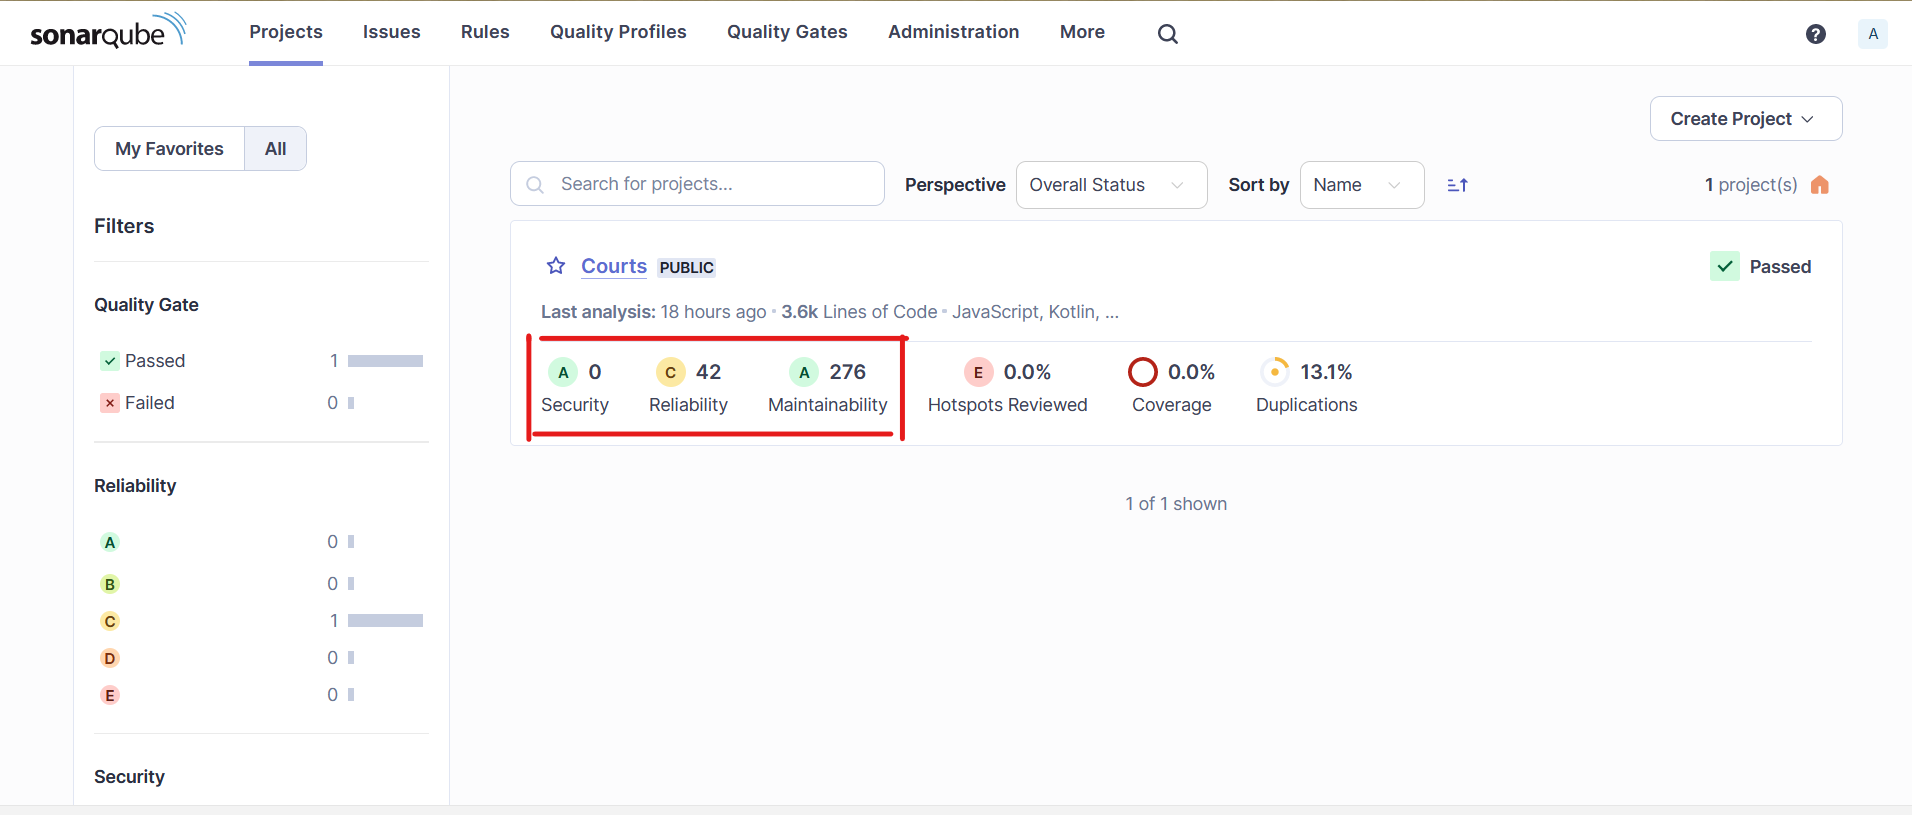 sonarqube Projects Issues Rules Quality Profiles Quality Gates Administration More ? A
Create Project
My Favorites All
Search for projects... Perspective Overall Status Sort by Name 1 project(s)
Filters
Quality Gate
Passed 1
Failed 0
Reliability
A 0
B 0
C 1
D 0
E 0
Security
Courts PUBLIC Passed
Last analysis: 18 hours ago • 3.6k Lines of Code • JavaScript, Kotlin, ...
A 0 C 42 A 276 E 0.0% 0.0% 13.1%
Security Reliability Maintainability Hotspots Reviewed Coverage Duplications
1 of 1 shown